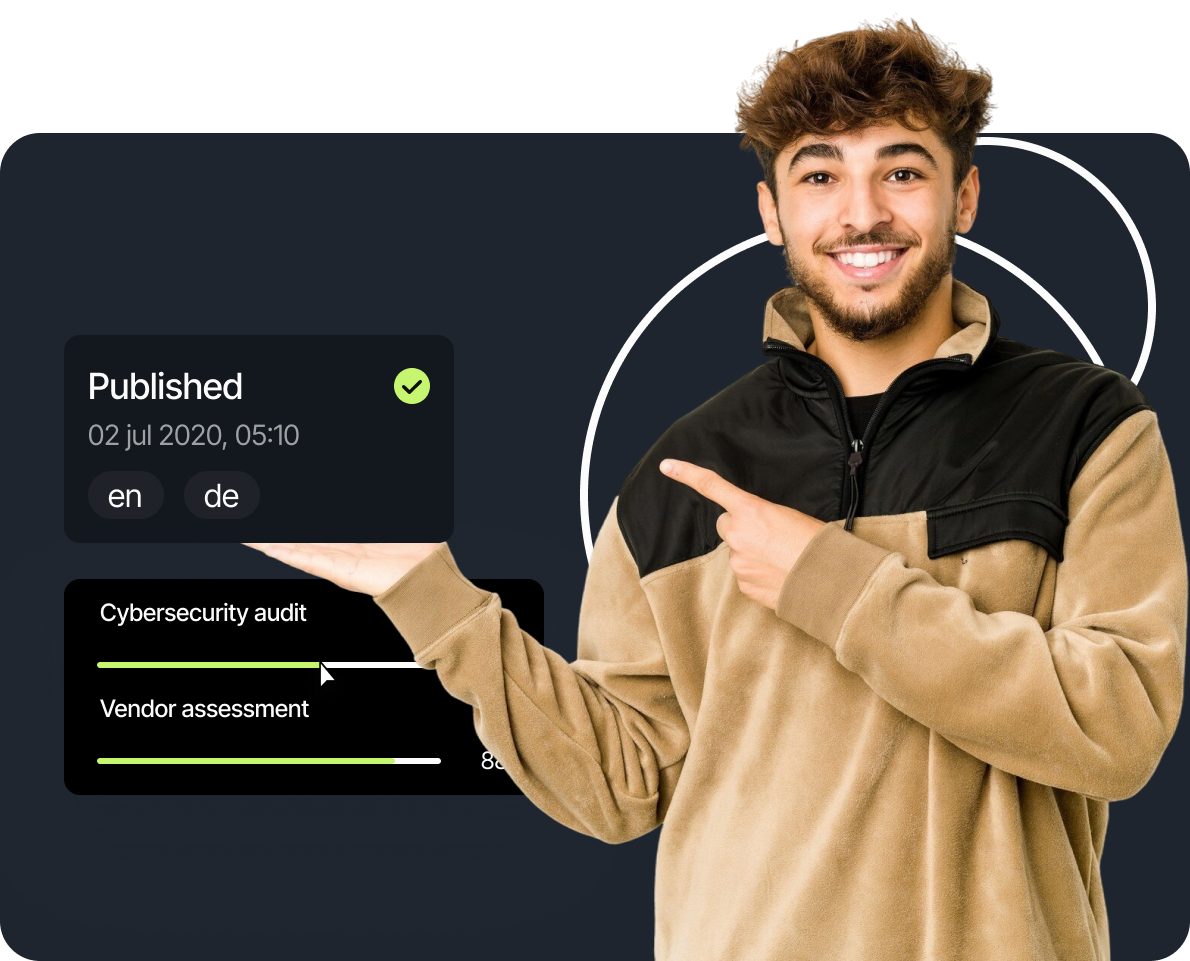 Published
02 jul 2020, 05:10
en de
Cybersecurity audit
Vendor assessment